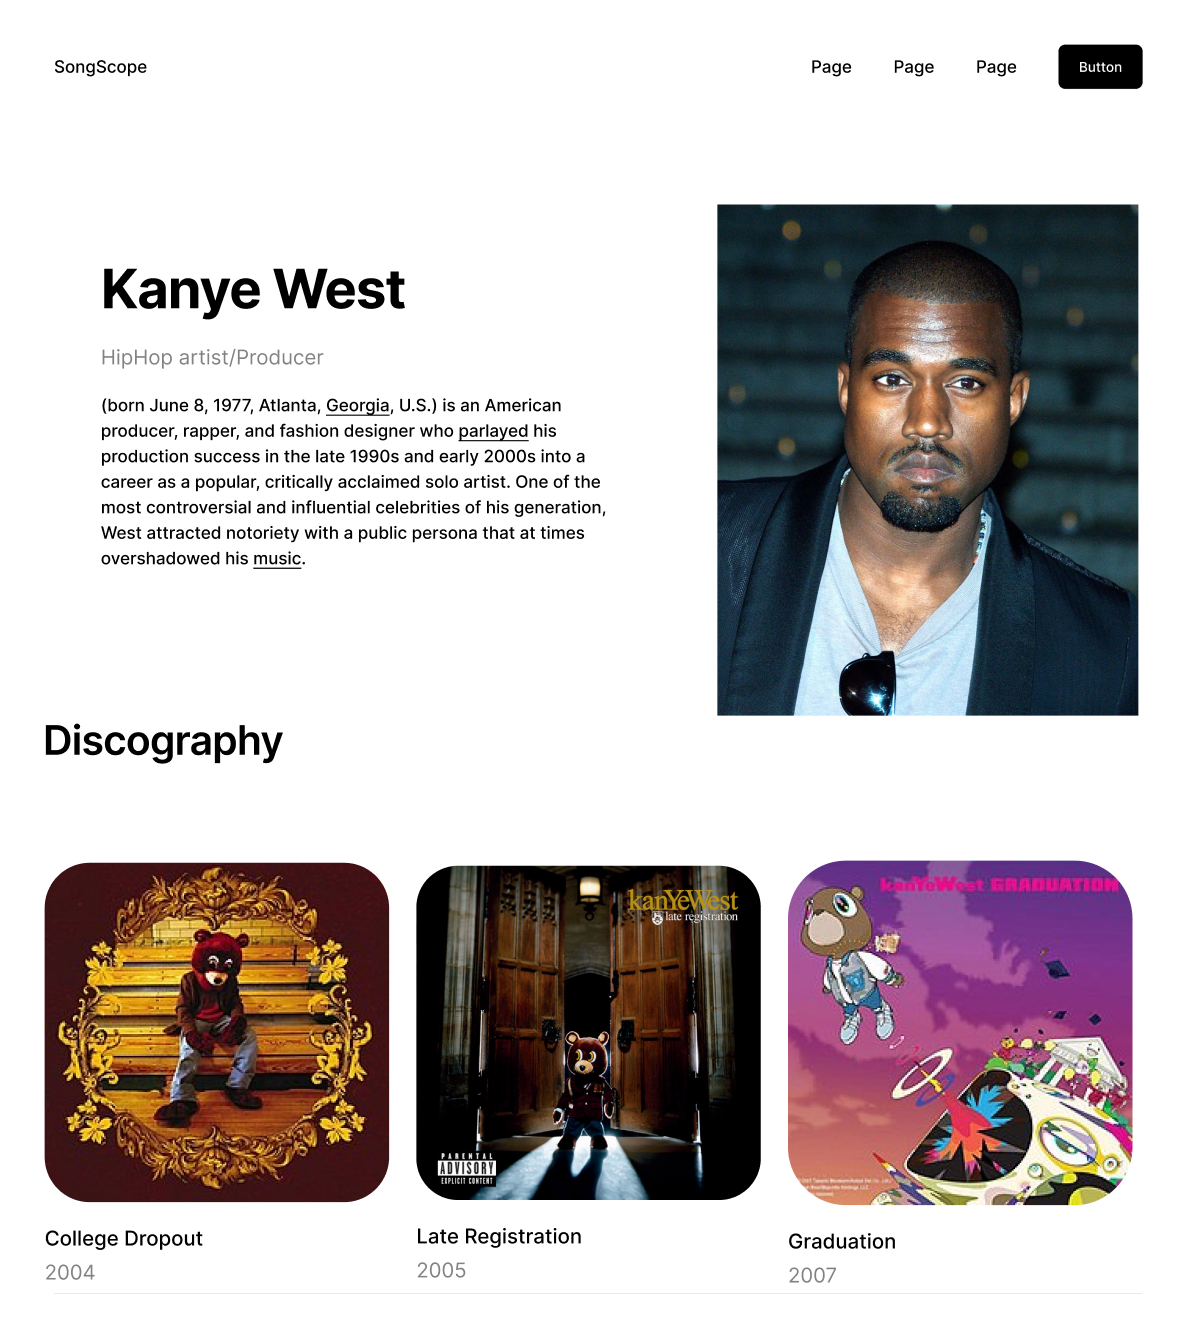 SongScope
Page Page Page Button
Kanye West
HipHop artist/Producer
(born June 8, 1977, Atlanta, Georgia, U.S.) is an American
producer, rapper, and fashion designer who parlayed his
production success in the late 1990s and early 2000s into a
career as a popular, critically acclaimed solo artist. One of the
most controversial and influential celebrities of his generation,
West attracted notoriety with a public persona that at times
overshadowed his music.
Discography
kanYeWest
late registration
PARENTAL
ADVISORY
EXPLICIT CONTENT
kanYeWest GRADUATION
College Dropout
2004
Late Registration
2005
Graduation
2007